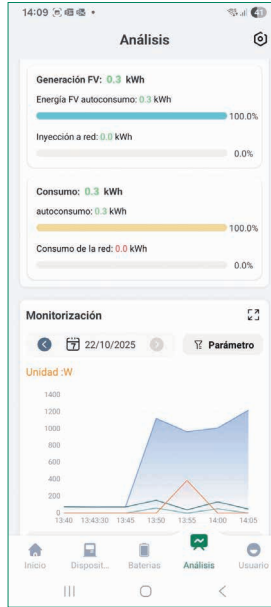 14:09
Análisis
Generación FV: 0.3 kWh
Energía FV autoconsumo: 0.3 kWh
100.0%
Inyección a red: 0.0 kWh
0.0%
Consumo: 0.3 kWh
autoconsumo: 0.3 kWh
100.0%
Consumo de la red: 0.0 kWh
0.0%
Monitorización
7 22/10/2025 Parámetro
Unidad :W
1400
1200
1000
800
600
400
200
0
13:40 13:43:30 13:45 13:50 13:55 14:00 14:05
Inicio Disposit... Baterias Análisis Usuario